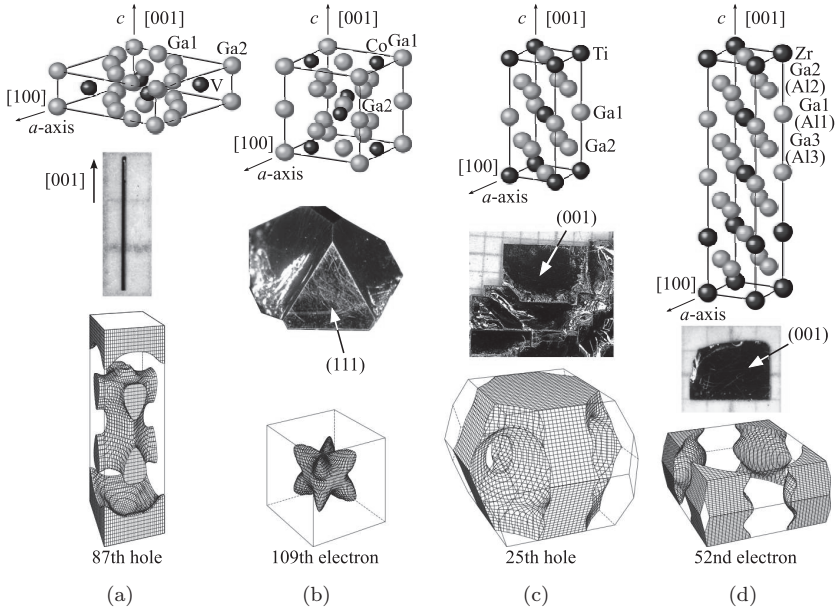 c [001]
Ga1
Ga2
V
[100]
a-axis
[001]
87th hole
(a)
c [001]
Co
Ga1
Ga2
[100]
a-axis
(111)
109th electron
(b)
c [001]
Ti
Ga1
Ga2
[100]
a-axis
(001)
25th hole
(c)
c [001]
Zr
Ga2
(Al2)
Ga1
(Al1)
Ga3
(Al3)
[100]
a-axis
(001)
52nd electron
(d)